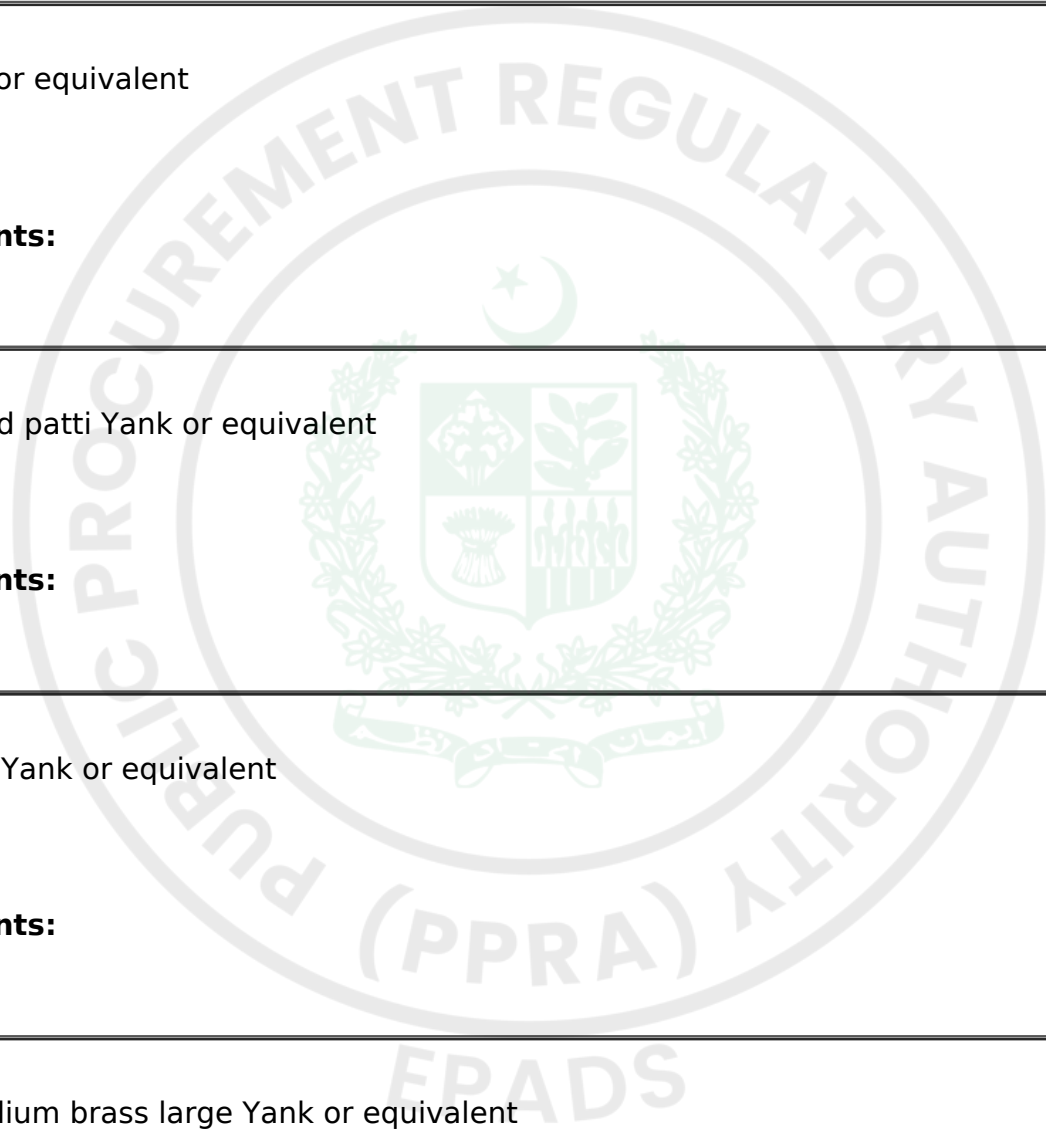 or equivalent
nts:
d patti Yank or equivalent
nts:
Yank or equivalent
nts:
lium brass large Yank or equivalent
PUBLIC PROCUREMENT REGULATORY AUTHORITY
(PPRA)
EPADS